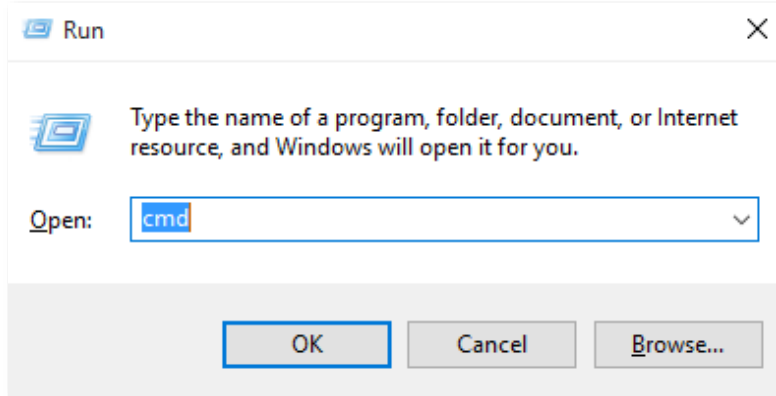 Run
Type the name of a program, folder, document, or Internet
resource, and Windows will open it for you.
Open: cmd
OK Cancel Browse...